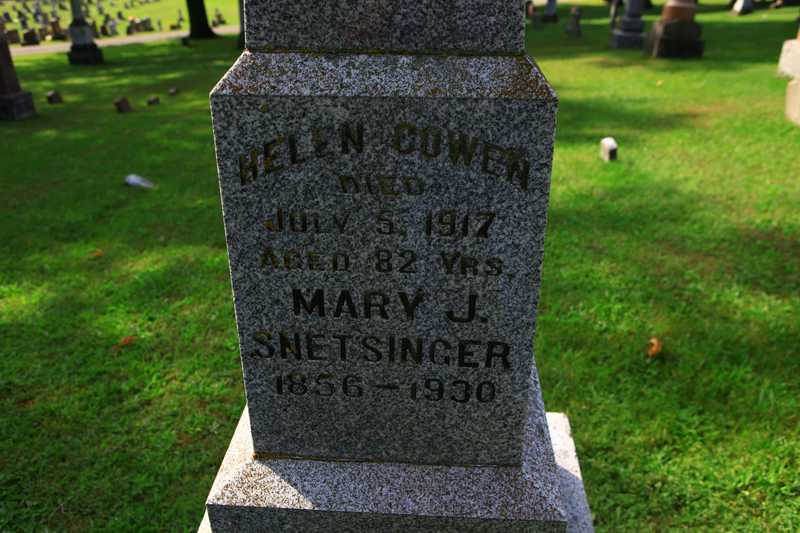 HELEN COWEN
DIED
JULY 5, 1917
AGED 82 YRS.
MARY J.
SNETSINGER
1856-1930